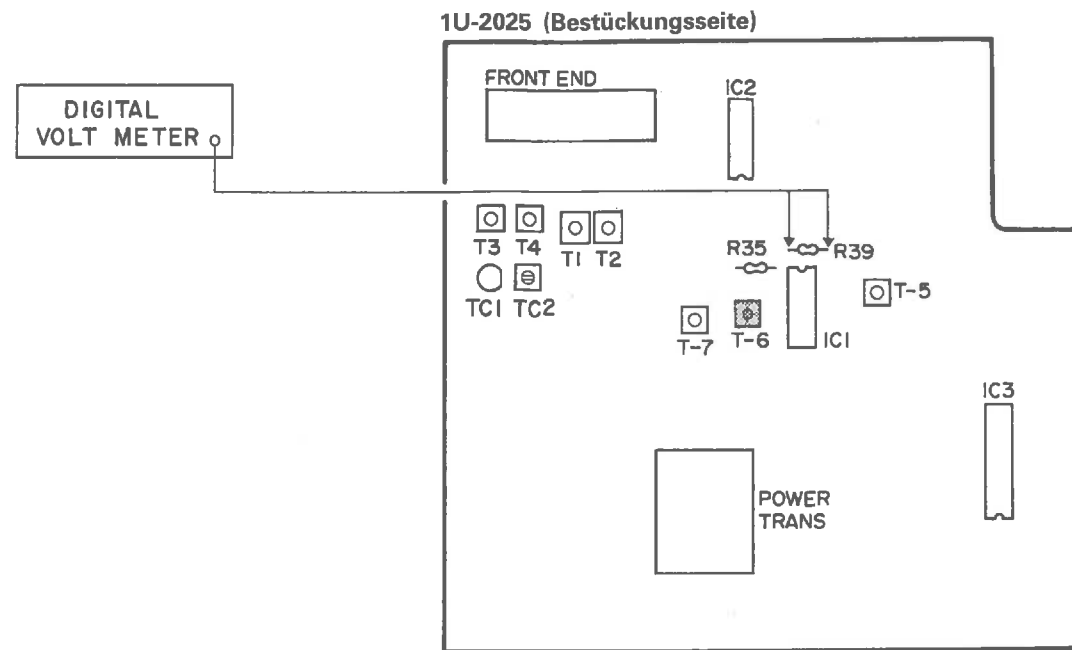 1U-2025 (Bestückungsseite)
FRONT END
IC2
DIGITAL
VOLT METER
T3 T4 T1 T2
R35 R39
TC1 TC2
T-5
T-7 T-6 IC1
IC3
POWER
TRANS